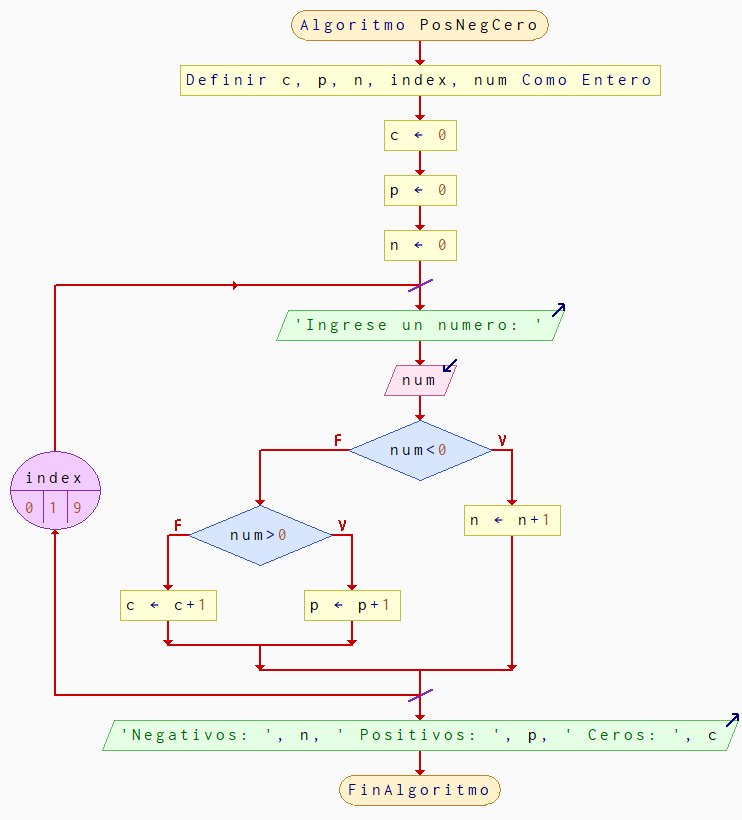 Algoritmo PosNegCero
Definir c, p, n, index, num Como Entero
c ← 0
p ← 0
n ← 0
'Ingrese un numero: '
num
F
num<0
V
index
0 1 9
F
num>0
V
n ← n+1
c ← c+1
p ← p+1
'Negativos: ', n, ' Positivos: ', p, ' Ceros: ', c
FinAlgoritmo